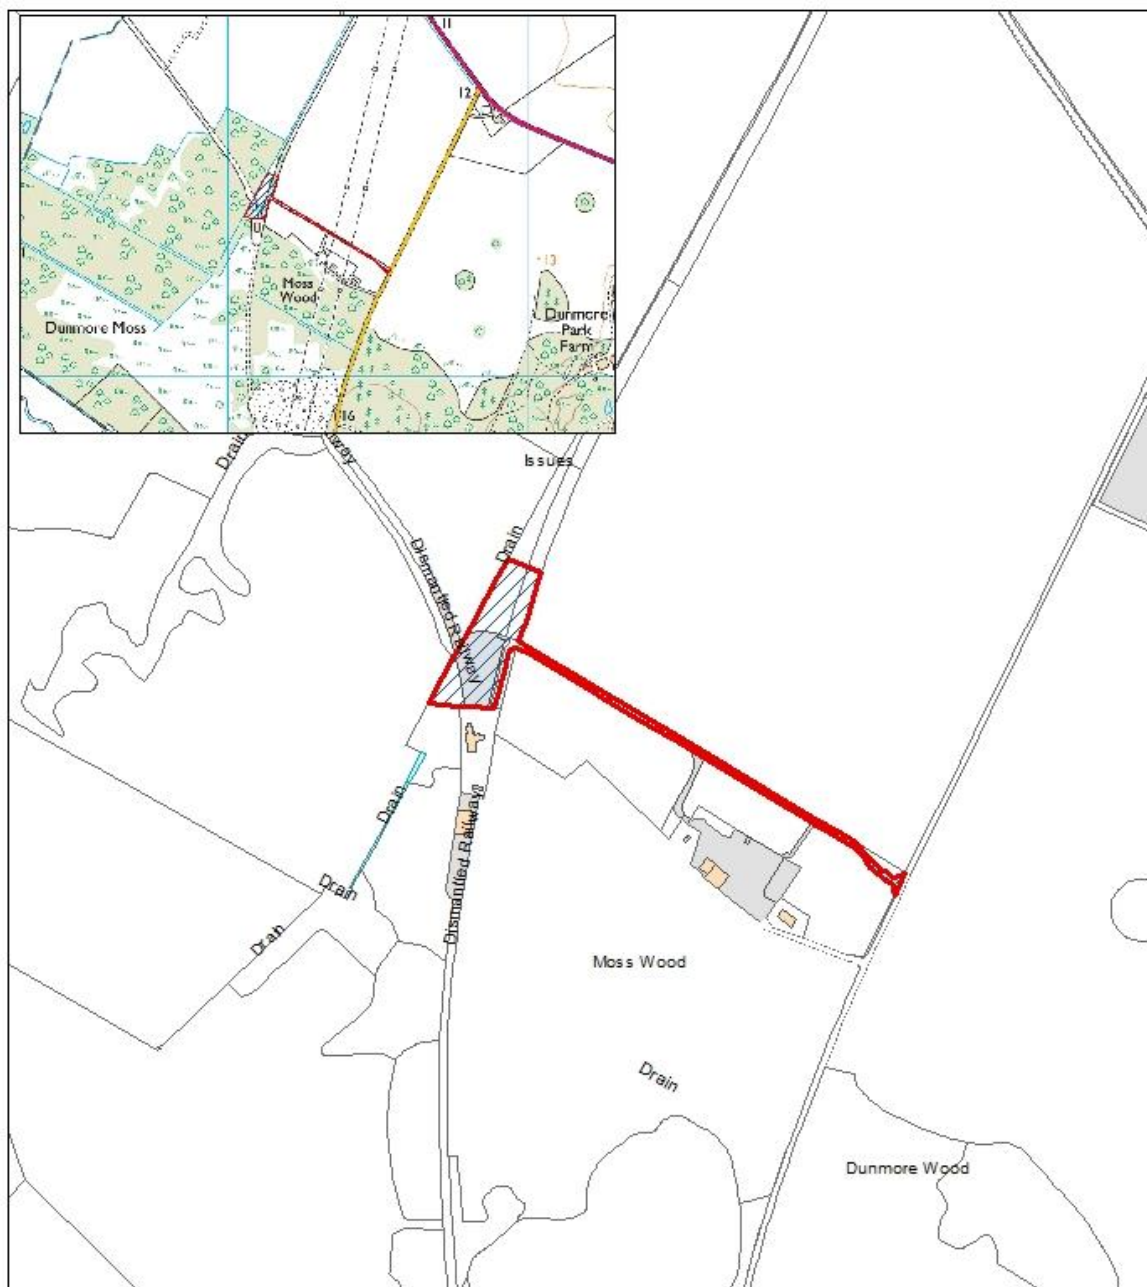 11
12
Moss
Wood
Dunmore Moss
13
Dunmore
Park
Farm
16
Drain
Issues
Drain
Dismantled Railway
Drain
Dismantled Railway
Drain
Drain
Moss Wood
Drain
Dunmore Wood